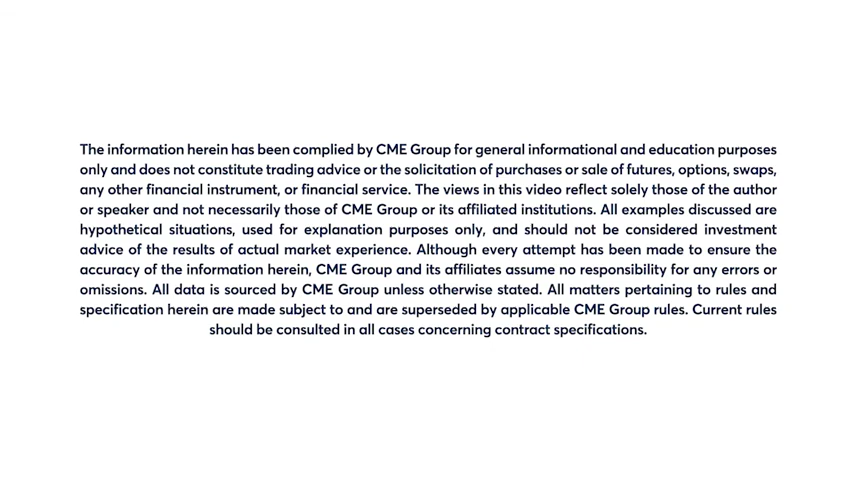 The information herein has been complied by CME Group for general informational and education purposes
only and does not constitute trading advice or the solicitation of purchases or sale of futures, options, swaps,
any other financial instrument, or financial service. The views in this video reflect solely those of the author
or speaker and not necessarily those of CME Group or its affiliated institutions. All examples discussed are
hypothetical situations, used for explanation purposes only, and should not be considered investment
advice of the results of actual market experience. Although every attempt has been made to ensure the
accuracy of the information herein, CME Group and its affiliates assume no responsibility for any errors or
omissions. All data is sourced by CME Group unless otherwise stated. All matters pertaining to rules and
specification herein are made subject to and are superseded by applicable CME Group rules. Current rules
should be consulted in all cases concerning contract specifications.